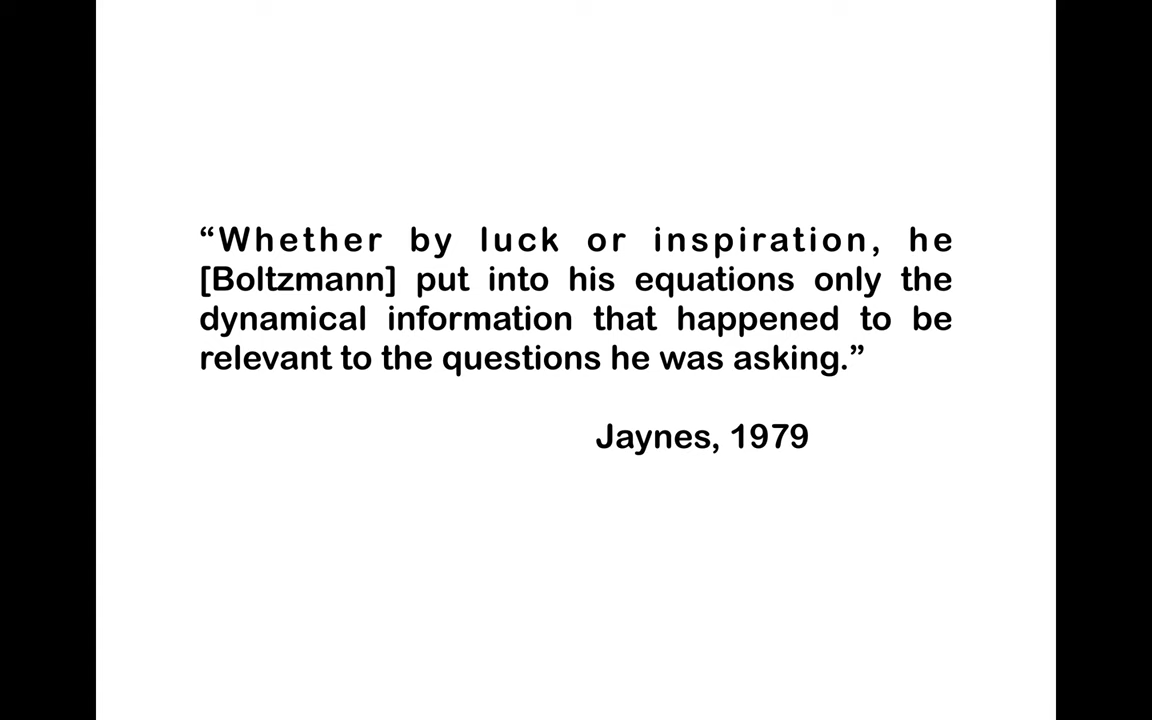 “Whether by luck or inspiration, he
[Boltzmann] put into his equations only the
dynamical information that happened to be
relevant to the questions he was asking.”
Jaynes, 1979